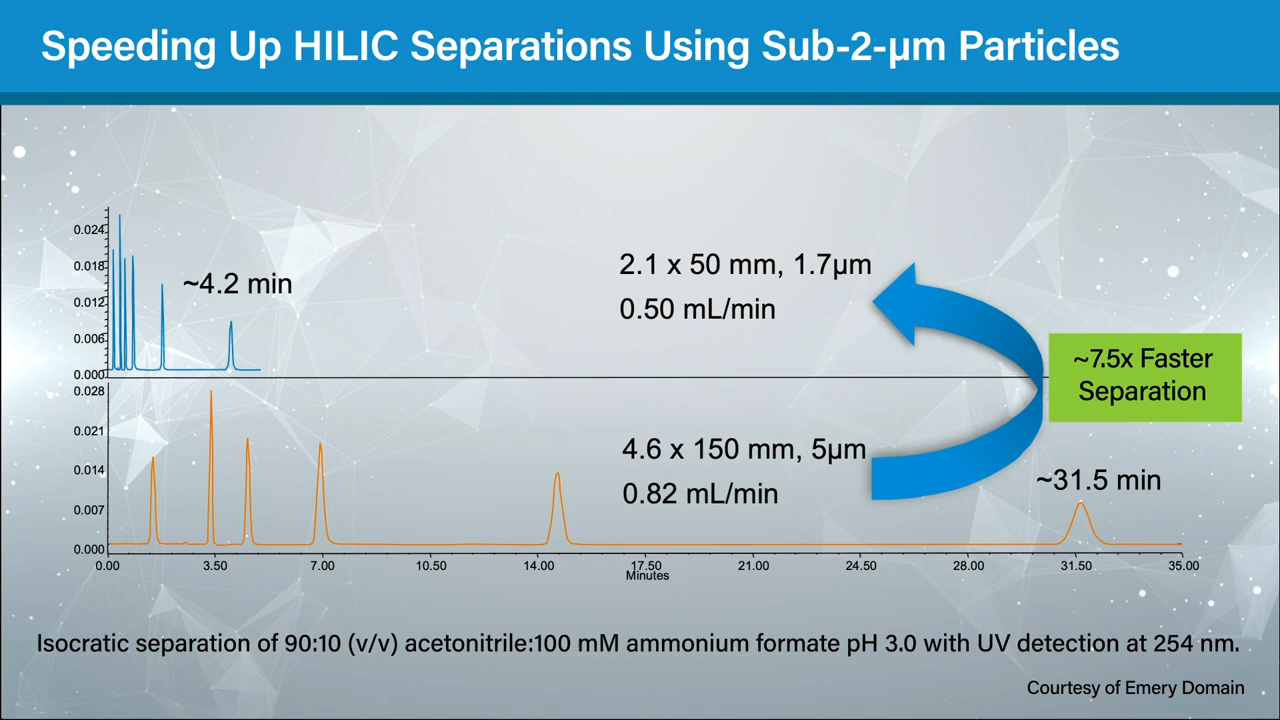 Speeding Up HILIC Separations Using Sub-2-µm Particles
0.024
0.018
0.012
0.006
0.000
~4.2 min
2.1 x 50 mm, 1.7µm
0.50 mL/min
~7.5x Faster
Separation
0.028
0.021
0.014
0.007
0.000
4.6 x 150 mm, 5µm
0.82 mL/min
~31.5 min
0.00 3.50 7.00 10.50 14.00 17.50 21.00 24.50 28.00 31.50 35.00
Minutes
Isocratic separation of 90:10 (v/v) acetonitrile:100 mM ammonium formate pH 3.0 with UV detection at 254 nm.
Courtesy of Emery Domain